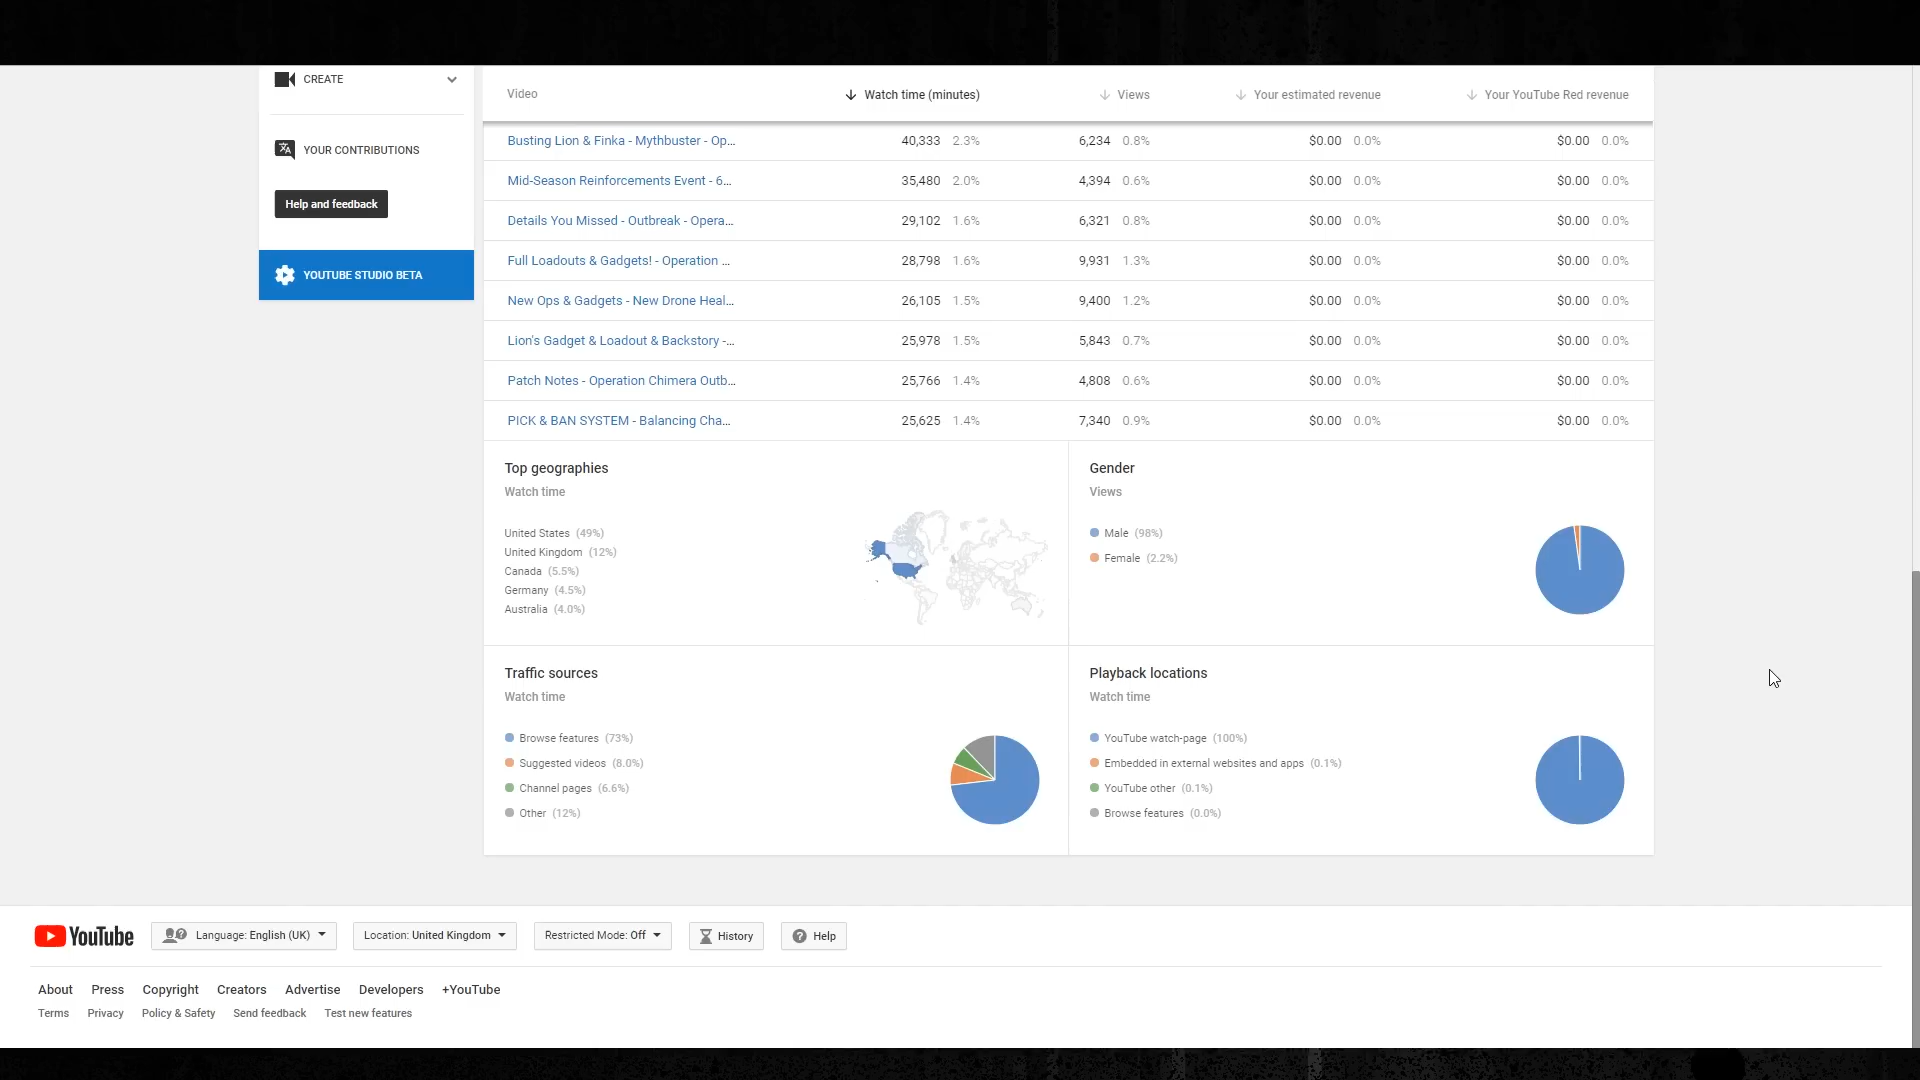 CREATE
YOUR CONTRIBUTIONS
Help and feedback
YOUTUBE STUDIO BETA
Video Watch time (minutes) Views Your estimated revenue Your YouTube Red revenue
Busting Lion & Finka - Mythbuster - Op... 40,333 2.3% 6,234 0.8% $0.00 0.0% $0.00 0.0%
Mid-Season Reinforcements Event - 6... 35,480 2.0% 4,394 0.6% $0.00 0.0% $0.00 0.0%
Details You Missed - Outbreak - Opera... 29,102 1.6% 6,321 0.8% $0.00 0.0% $0.00 0.0%
Full Loadouts & Gadgets! - Operation ... 28,798 1.6% 9,931 1.3% $0.00 0.0% $0.00 0.0%
New Ops & Gadgets - New Drone Heal... 26,105 1.5% 9,400 1.2% $0.00 0.0% $0.00 0.0%
Lion's Gadget & Loadout & Backstory -... 25,978 1.5% 5,843 0.7% $0.00 0.0% $0.00 0.0%
Patch Notes - Operation Chimera Outb... 25,766 1.4% 4,808 0.6% $0.00 0.0% $0.00 0.0%
PICK & BAN SYSTEM - Balancing Cha... 25,625 1.4% 7,340 0.9% $0.00 0.0% $0.00 0.0%
Top geographies
Watch time
United States (49%)
United Kingdom (12%)
Canada (5.5%)
Germany (4.5%)
Australia (4.0%)
Gender
Views
Male (98%)
Female (2.2%)
Traffic sources
Watch time
Browse features (73%)
Suggested videos (8.0%)
Channel pages (6.6%)
Other (12%)
Playback locations
Watch time
YouTube watch-page (100%)
Embedded in external websites and apps (0.1%)
YouTube other (0.1%)
Browse features (0.0%)
YouTube Language: English (UK) Location: United Kingdom Restricted Mode: Off History Help
About Press Copyright Creators Advertise Developers +YouTube
Terms Privacy Policy & Safety Send feedback Test new features